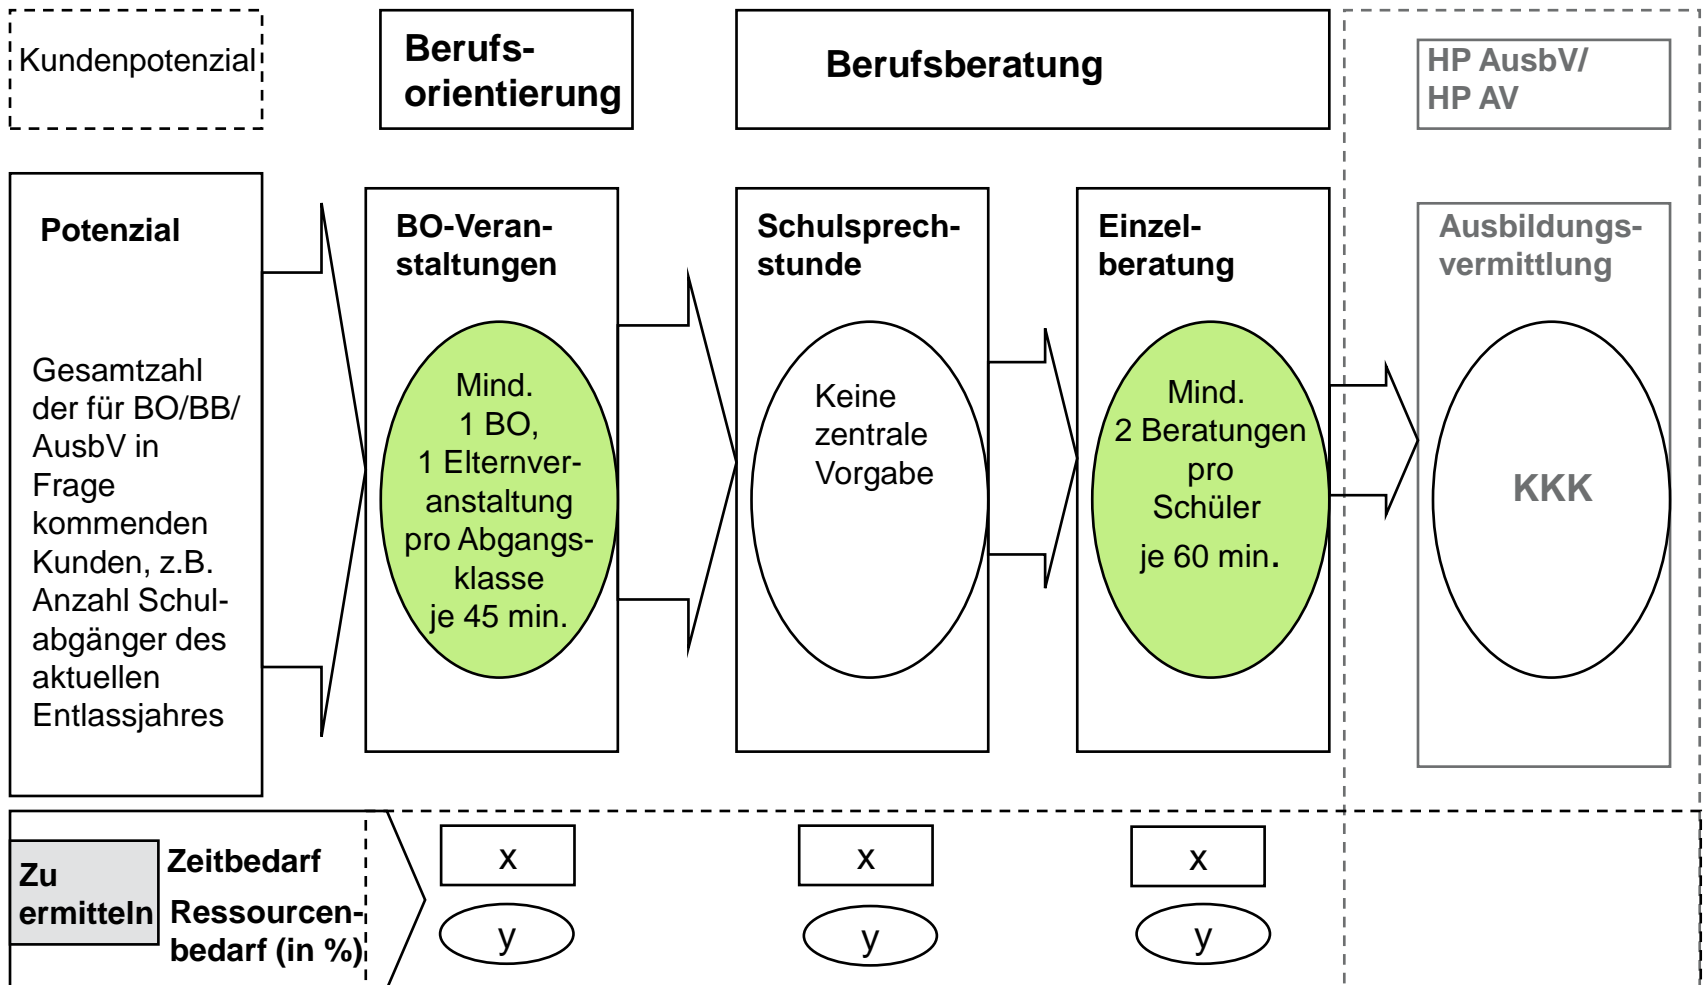 Kundenpotenzial
Berufs-
orientierung
Berufsberatung
HP AusbV/
HP AV
Potenzial
Gesamtzahl
der für BO/BB/
AusbV in
Frage
kommenden
Kunden, z.B.
Anzahl Schul-
abgänger des
aktuellen
Entlassjahres
BO-Veran-
staltungen
Mind.
1 BO,
1 Elternver-
anstaltung
pro Abgangs-
klasse
je 45 min.
Schulsprech-
stunde
Keine
zentrale
Vorgabe
Einzel-
beratung
Mind.
2 Beratungen
pro
Schüler
je 60 min.
Ausbildungs-
vermittlung
KKK
Zu
ermitteln
Zeitbedarf
x
x
x
Ressourcen-
bedarf (in %)
y
y
y